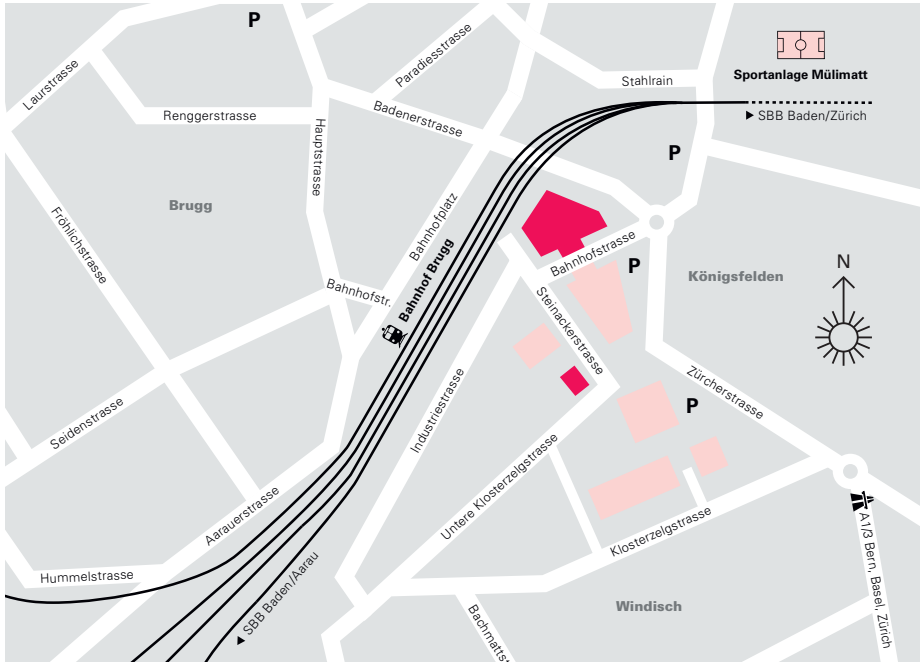 P
Laurstrasse
Paradiesstrasse
Stahlrain
Sportanlage Mülimatt
SBB Baden/Zürich
Renggerstrasse
Badenerstrasse
Hauptstrasse
P
Brugg
Fröhlichstrasse
Bahnhofplatz
Bahnhof Brugg
Bahnhofstrasse
P
Königsfelden
N
Bahnhofstr.
Steinackerstrasse
Industriestrasse
Zürcherstrasse
P
Seidenstrasse
Untere Klosterzelgstrasse
Aarauerstrasse
Klosterzelgstrasse
A1/3 Bern, Basel, Zürich
Hummelstrasse
SBB Baden/Aarau
Windisch
Bachmattst